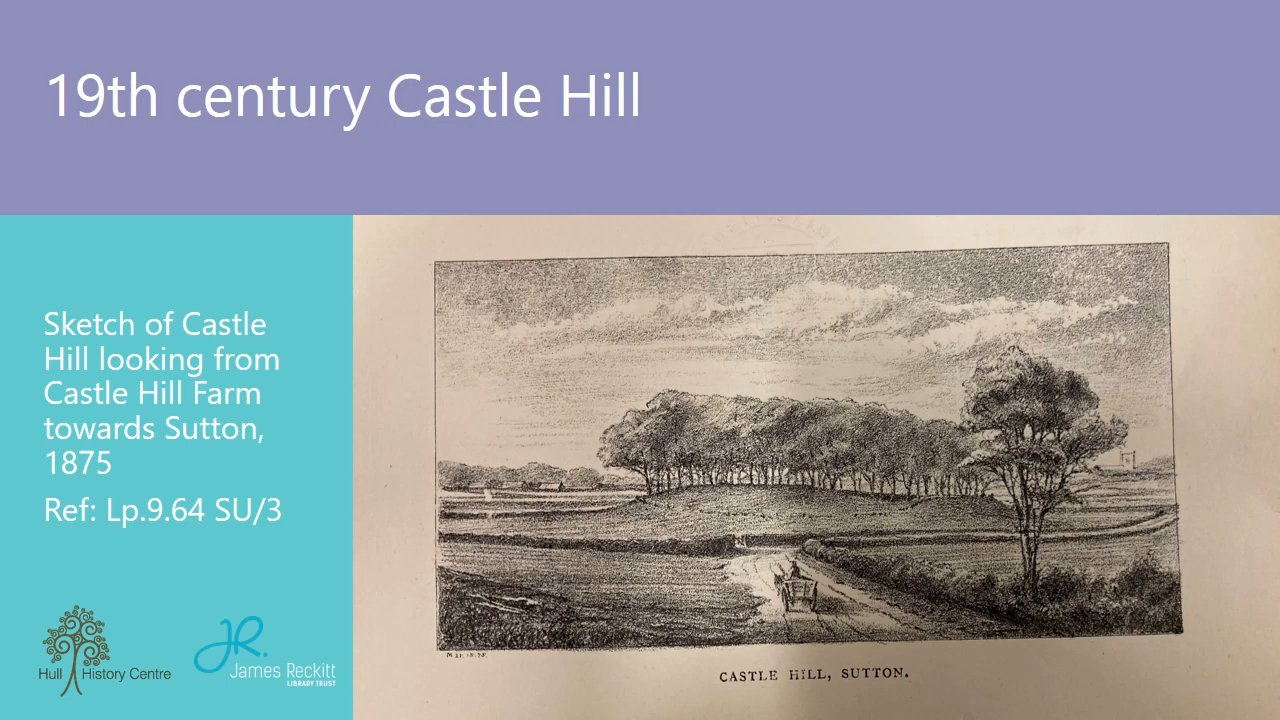 19th century Castle Hill
Sketch of Castle
Hill looking from
Castle Hill Farm
towards Sutton,
1875
Ref: Lp.9.64 SU/3
Hull History Centre
JR.
James Reckitt
LIBRARY TRUST
CASTLE HILL, SUTTON.